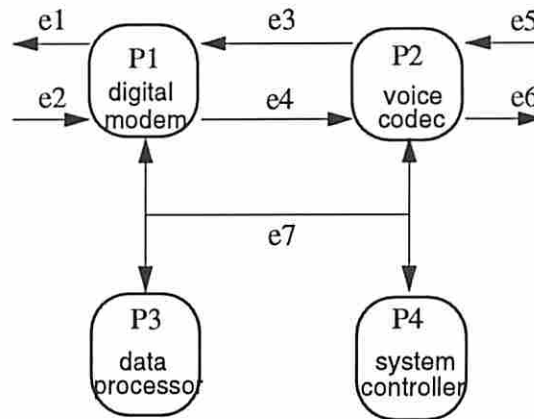 e1
e3
e5
P1
digital
modem
P2
voice
codec
e2
e4
e6
e7
P3
data
processor
P4
system
controller